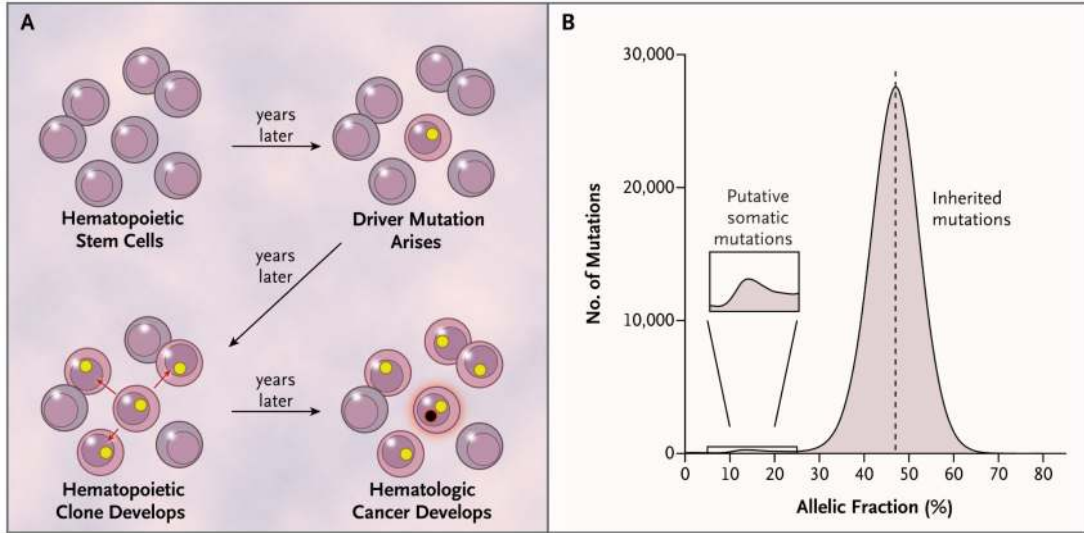 A
years
later
Hematopoietic
Stem Cells
Driver Mutation
Arises
years
later
years
later
Hematopoietic
Clone Develops
Hematologic
Cancer Develops
B
30,000
20,000
10,000
0
No. of Mutations
Putative
somatic
mutations
Inherited
mutations
0 10 20 30 40 50 60 70 80
Allelic Fraction (%)